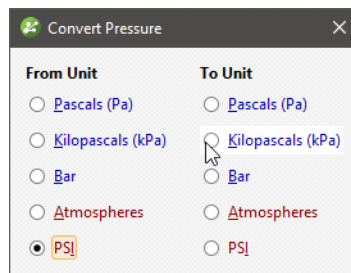 Convert Pressure
From Unit To Unit
Pascals (Pa) Pascals (Pa)
Kilopascals (kPa) Kilopascals (kPa)
Bar Bar
Atmospheres Atmospheres
PSI PSI